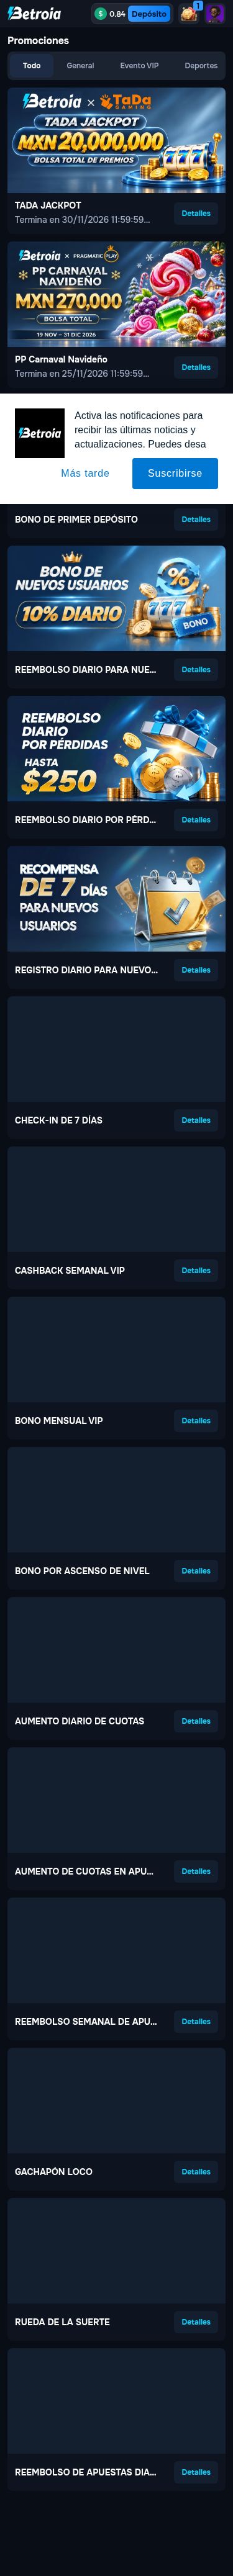 Betroia
0.84
Depósito
1
Promociones
Todo
General
Evento VIP
Deportes
Betroia × TaDa GAMING
TADA JACKPOT
MXN 20,000,000
BOLSA TOTAL DE PREMIOS
TADA JACKPOT
Termina en 30/11/2026 11:59:59...
Detalles
Betroia × PRAGMATIC PLAY
PP CARNAVAL
NAVIDEÑO
MXN 270,000
BOLSA TOTAL
19 NOV – 31 DIC 2026
PP Carnaval Navideño
Termina en 25/11/2026 11:59:59...
Detalles
Betroia
Activa las notificaciones para
recibir las últimas noticias y
actualizaciones. Puedes desa
Más tarde
Suscribirse
BONO DE PRIMER DEPÓSITO
Detalles
BONO DE
NUEVOS USUARIOS
10% DIARIO
%
BONO
REEMBOLSO DIARIO PARA NUE...
Detalles
REEMBOLSO
DIARIO
POR PÉRDIDAS
HASTA
$250
REEMBOLSO DIARIO POR PÉRD...
Detalles
RECOMPENSA
DE 7 DÍAS
PARA NUEVOS
USUARIOS
REGISTRO DIARIO PARA NUEVO...
Detalles
CHECK-IN DE 7 DÍAS
Detalles
CASHBACK SEMANAL VIP
Detalles
BONO MENSUAL VIP
Detalles
BONO POR ASCENSO DE NIVEL
Detalles
AUMENTO DIARIO DE CUOTAS
Detalles
AUMENTO DE CUOTAS EN APU...
Detalles
REEMBOLSO SEMANAL DE APU...
Detalles
GACHAPÓN LOCO
Detalles
RUEDA DE LA SUERTE
Detalles
REEMBOLSO DE APUESTAS DIA...
Detalles